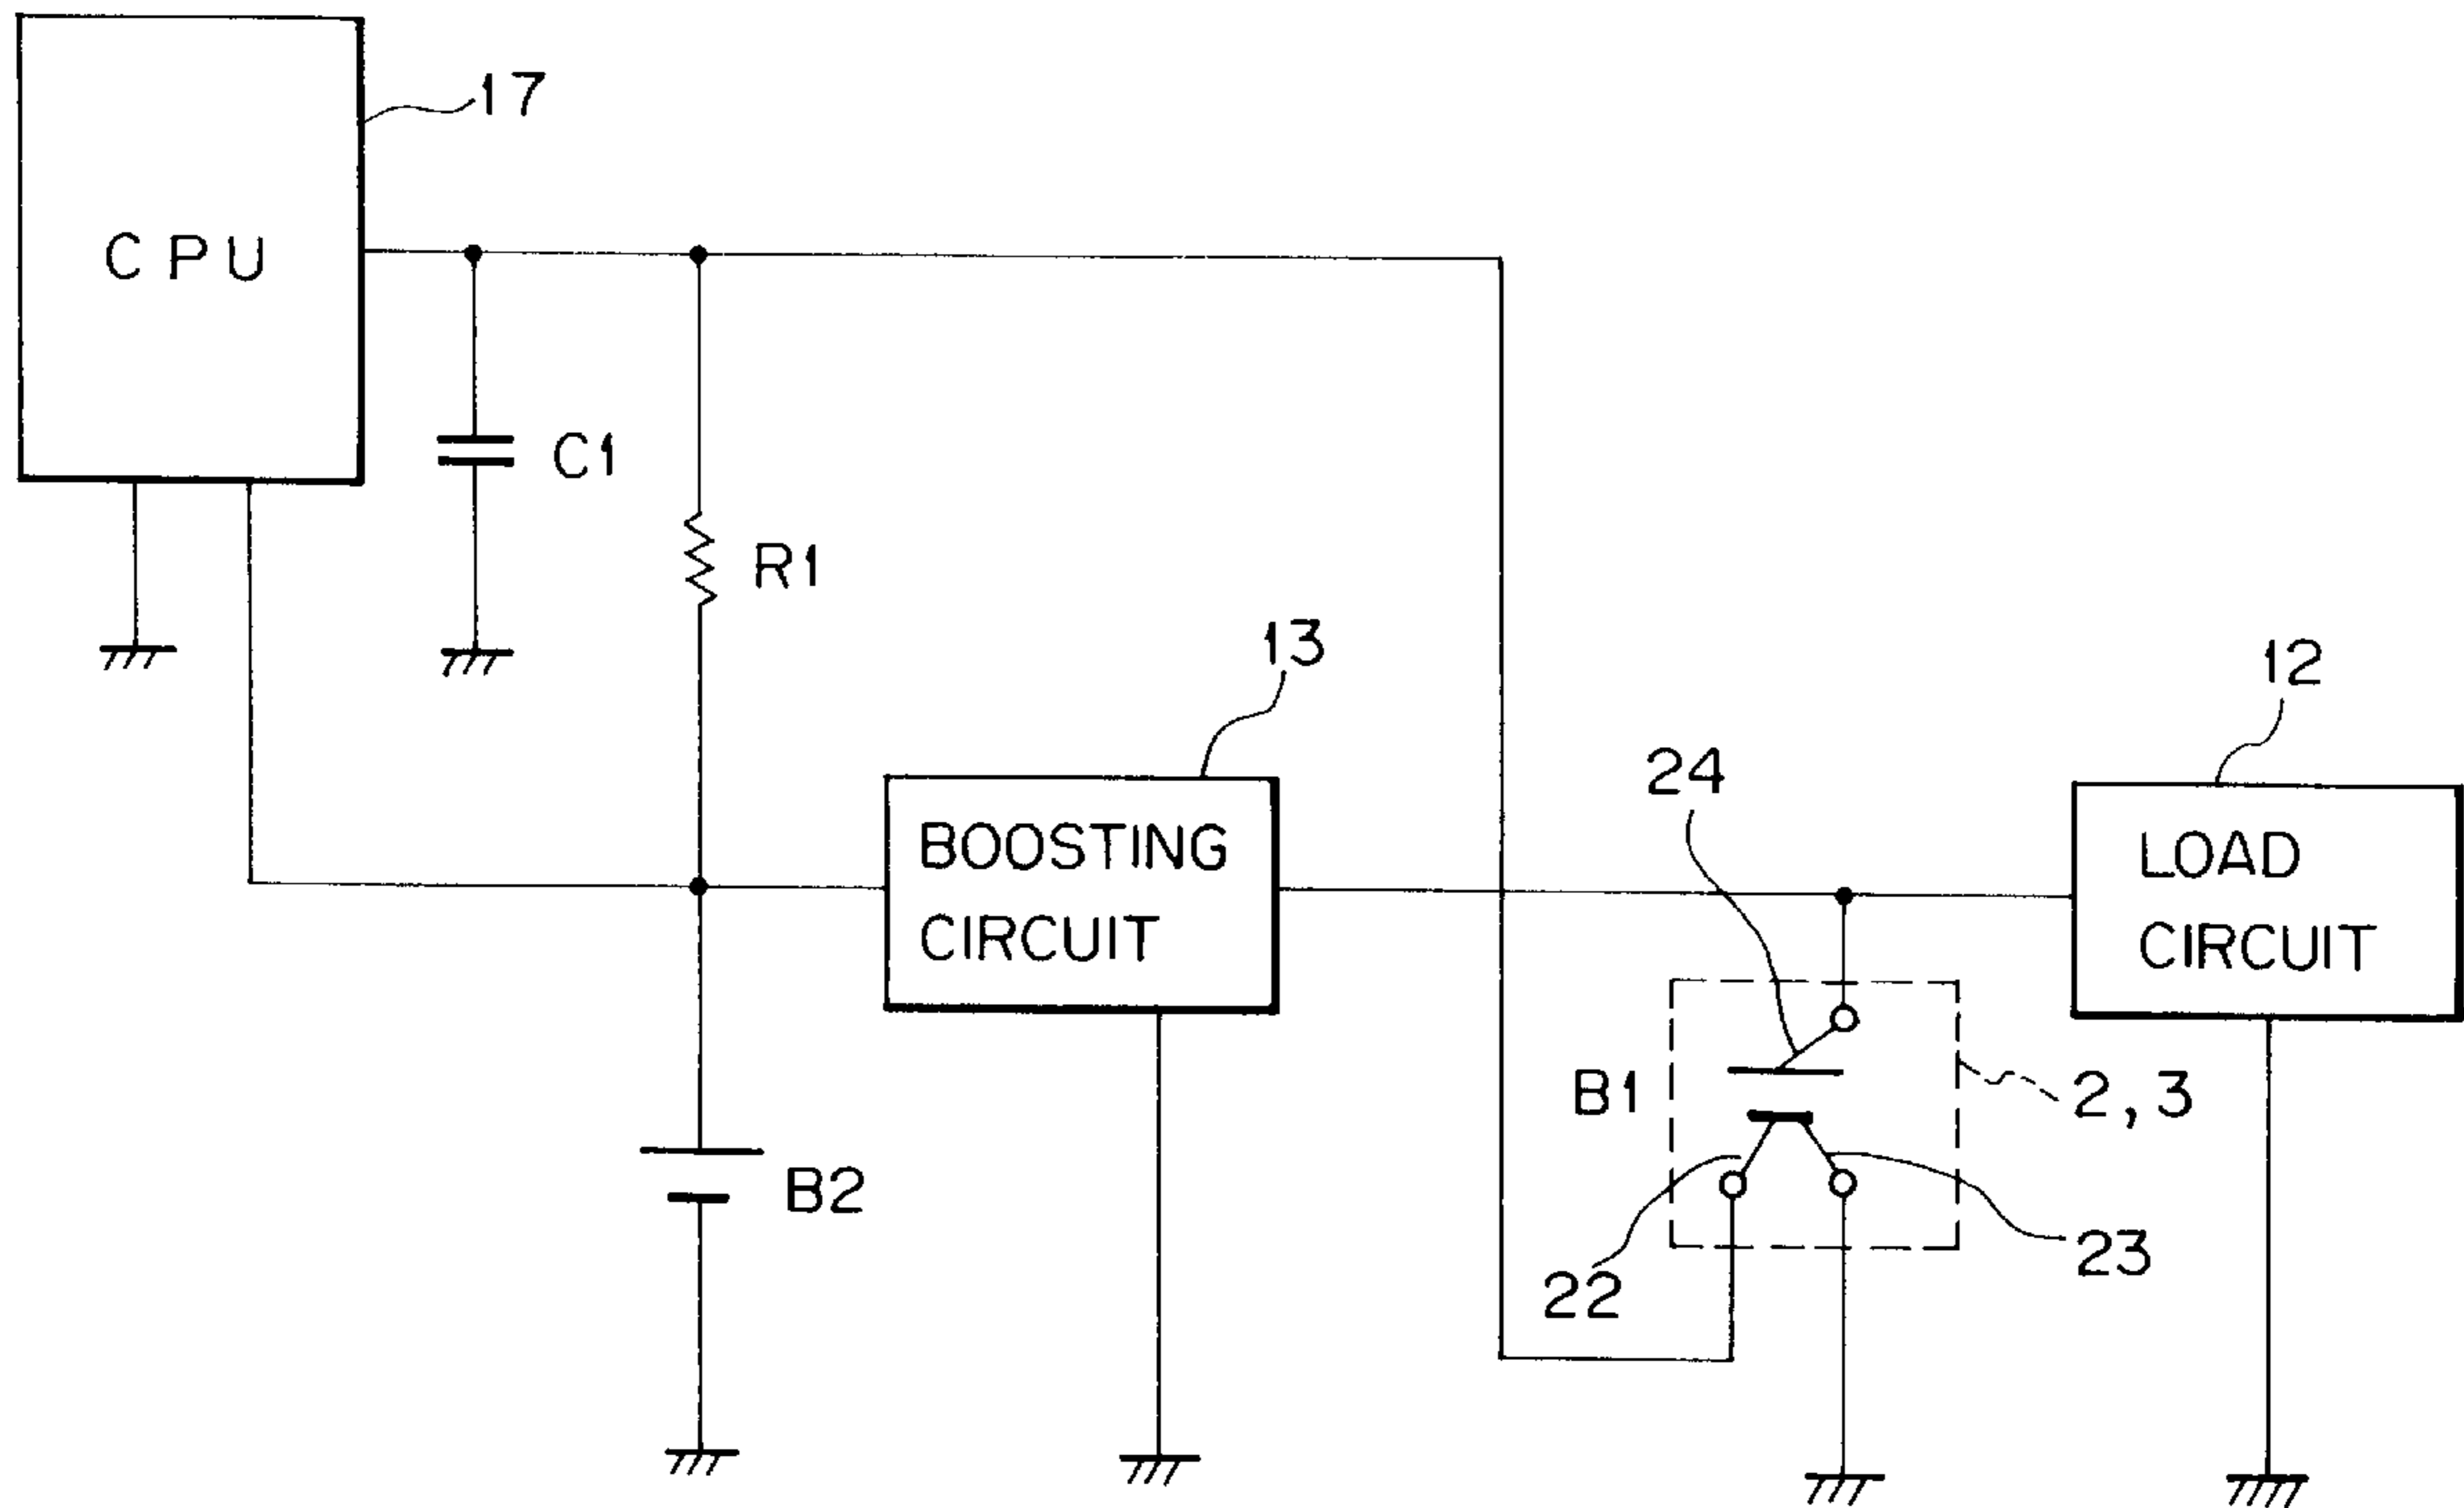 17
CPU
C1
R1
13
12
24
BOOSTING
CIRCUIT
LOAD
CIRCUIT
B1
2,3
B2
22
23